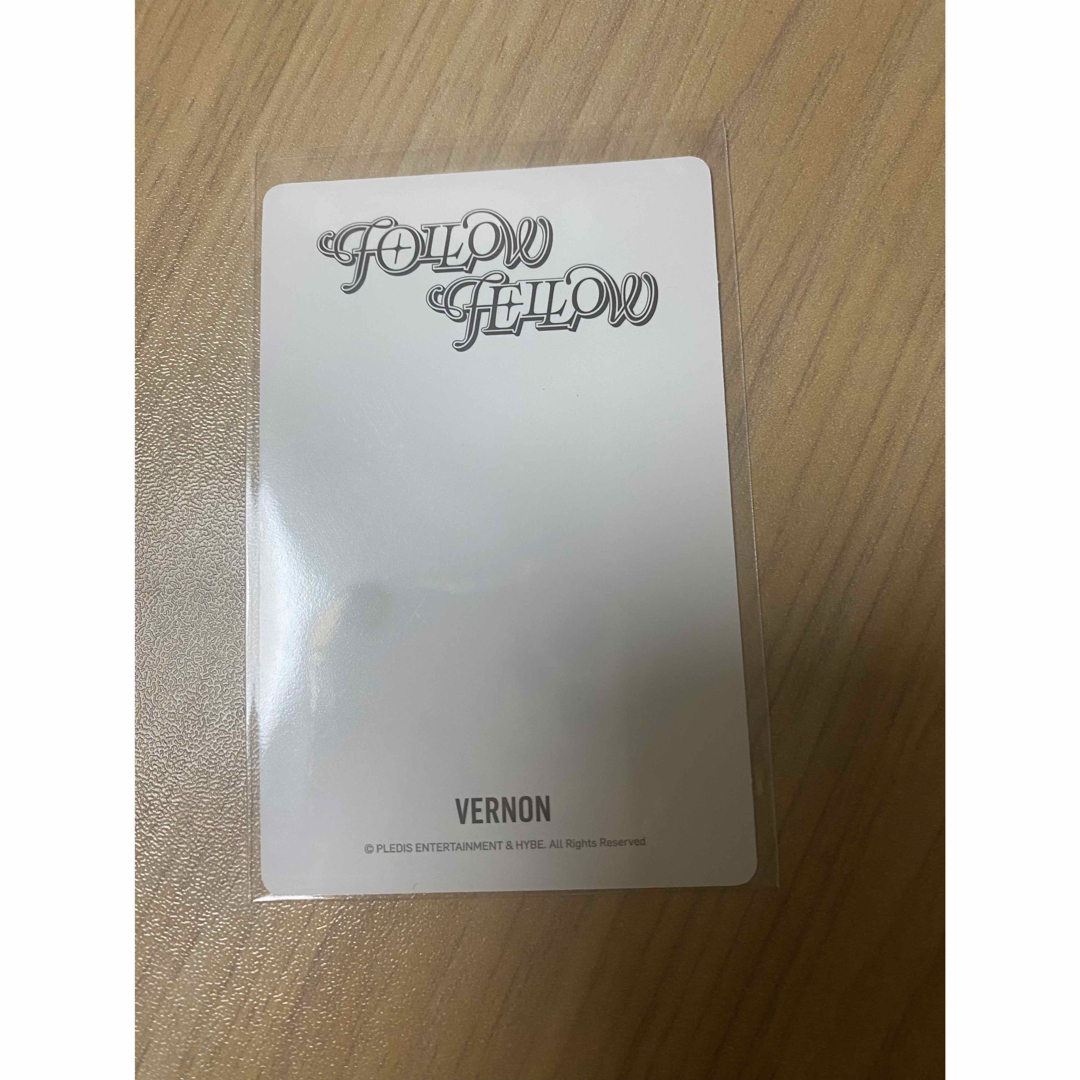 FOLLOW
FELLOW
VERNON
© PLEDIS ENTERTAINMENT & HYBE. All Rights Reserved